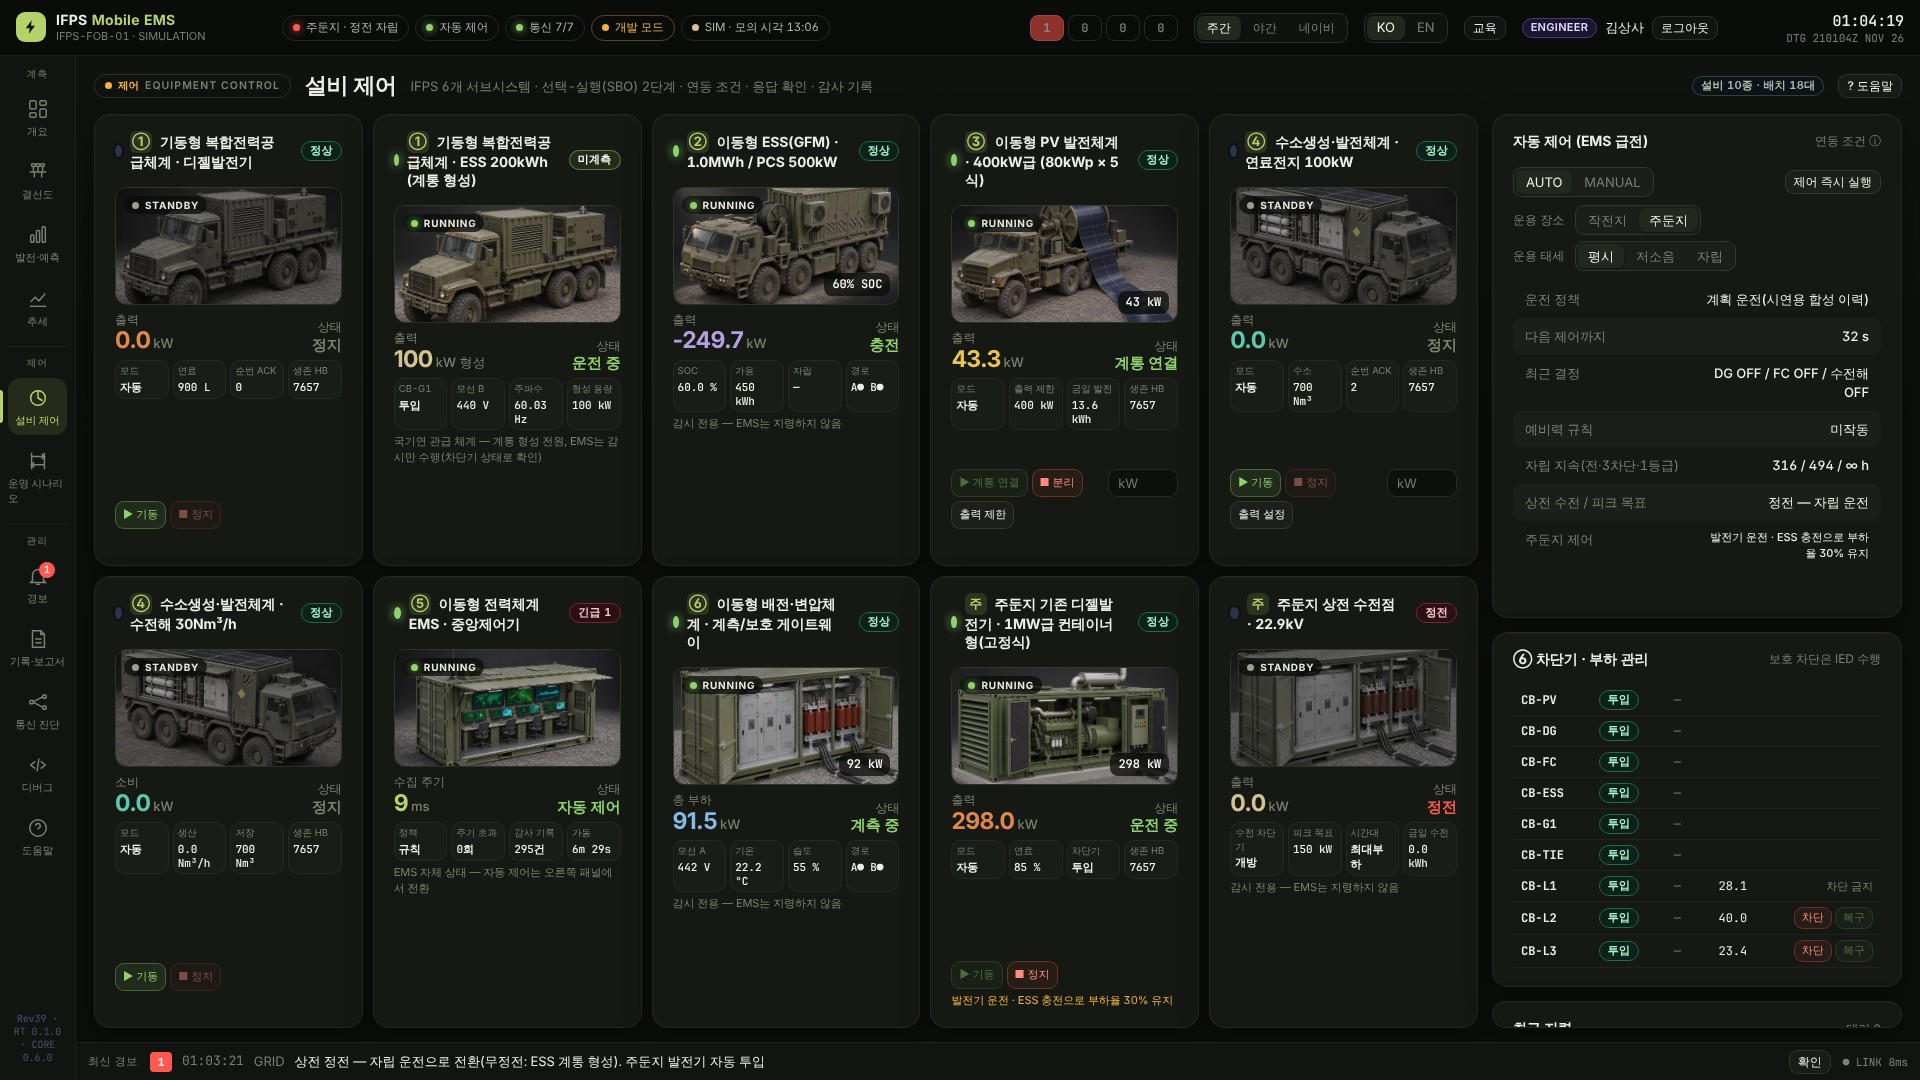 IFPS Mobile EMS
IFPS-FOB-01 · SIMULATION
주둔지 · 정전 자립
자동 제어
통신 7/7
개발 모드
SIM · 모의 시각 13:06
1 0 0 0
주간 야간 네이비
KO EN
교육
ENGINEER 김상사 로그아웃
01:04:19
DTG 210104Z NOV 26
계측
개요
결선도
발전·예측
추세
제어
설비 제어
운영 시나리
오
관리
1
경보
기록·보고서
통신 진단
디버그
도움말
Rev39 ·
RT 0.1.0
· CORE
0.6.0
제어 EQUIPMENT CONTROL
설비 제어
IFPS 6개 서브시스템 · 선택-실행(SBO) 2단계 · 연동 조건 · 응답 확인 · 감사 기록
설비 10종 · 배치 18대
? 도움말
① 기동형 복합전력공
급체계 · 디젤발전기
정상
STANDBY
출력
0.0 kW
상태
정지
모드 자동
연료 900 L
순번 ACK 0
생존 HB 7657
▶ 기동 ■ 정지
① 기동형 복합전력공
급체계 · ESS 200kWh
(계통 형성)
미계측
RUNNING
출력
100 kW 형성
상태
운전 중
CB-G1 투입
모선 B 440 V
주파수 60.03 Hz
형성 용량 100 kW
국기연 관급 체계 — 계통 형성 전원, EMS는 감
시만 수행(차단기 상태로 확인)
② 이동형 ESS(GFM) ·
1.0MWh / PCS 500kW
정상
RUNNING
60% SOC
출력
-249.7 kW
상태
충전
SOC 60.0 %
가용 450 kWh
자립 —
경로 A● B●
감시 전용 — EMS는 지령하지 않음
③ 이동형 PV 발전체계
· 400kW급 (80kWp × 5
식)
정상
RUNNING
43 kW
출력
43.3 kW
상태
계통 연결
모드 자동
출력 제한 400 kW
금일 발전 13.6 kWh
생존 HB 7657
▶ 계통 연결 ■ 분리 kW
출력 제한
④ 수소생성·발전체계 ·
연료전지 100kW
정상
STANDBY
출력
0.0 kW
상태
정지
모드 자동
수소 700 Nm³
순번 ACK 2
생존 HB 7657
▶ 기동 ■ 정지 kW
출력 설정
④ 수소생성·발전체계 ·
수전해 30Nm³/h
정상
STANDBY
소비
0.0 kW
상태
정지
모드 자동
생산 0.0 Nm³/h
저장 700 Nm³
생존 HB 7657
▶ 기동 ■ 정지
⑤ 이동형 전력체계
EMS · 중앙제어기
긴급 1
RUNNING
수집 주기
9 ms
상태
자동 제어
정책 규칙
주기 초과 0회
감사 기록 295건
가동 6m 29s
EMS 자체 상태 — 자동 제어는 오른쪽 패널에
서 전환
⑥ 이동형 배전·변압체
계 · 계측/보호 게이트웨
이
정상
RUNNING
92 kW
총 부하
91.5 kW
상태
계측 중
모선 A 442 V
기온 22.2 °C
습도 55 %
경로 A● B●
감시 전용 — EMS는 지령하지 않음
주 주둔지 기존 디젤발
전기 · 1MW급 컨테이너
형(고정식)
정상
RUNNING
298 kW
출력
298.0 kW
상태
운전 중
모드 자동
연료 85 %
차단기 투입
생존 HB 7657
▶ 기동 ■ 정지
발전기 운전 · ESS 충전으로 부하율 30% 유지
주 주둔지 상전 수전점
· 22.9kV
정전
STANDBY
출력
0.0 kW
상태
정전
수전 차단기 개방
피크 목표 150 kW
시간대 최대부하
금일 수전 0.0 kWh
감시 전용 — EMS는 지령하지 않음
자동 제어 (EMS 급전) 연동 조건 ⓘ
AUTO MANUAL 제어 즉시 실행
운용 장소 작전지 주둔지
운용 태세 평시 저소음 자립
운전 정책 계획 운전(시연용 합성 이력)
다음 제어까지 32 s
최근 결정 DG OFF / FC OFF / 수전해
OFF
예비력 규칙 미작동
자립 지속(전·3차단·1등급) 316 / 494 / ∞ h
상전 수전 / 피크 목표 정전 — 자립 운전
주둔지 제어 발전기 운전 · ESS 충전으로 부하
율 30% 유지
⑥ 차단기 · 부하 관리 보호 차단은 IED 수행
CB-PV 투입 —
CB-DG 투입 —
CB-FC 투입 —
CB-ESS 투입 —
CB-G1 투입 —
CB-TIE 투입 —
CB-L1 투입 — 28.1 차단 금지
CB-L2 투입 — 40.0 차단 복구
CB-L3 투입 — 23.4 차단 복구
최신 경보 1 01:03:21 GRID 상전 정전 — 자립 운전으로 전환(무정전: ESS 계통 형성). 주둔지 발전기 자동 투입
확인 LINK 8ms